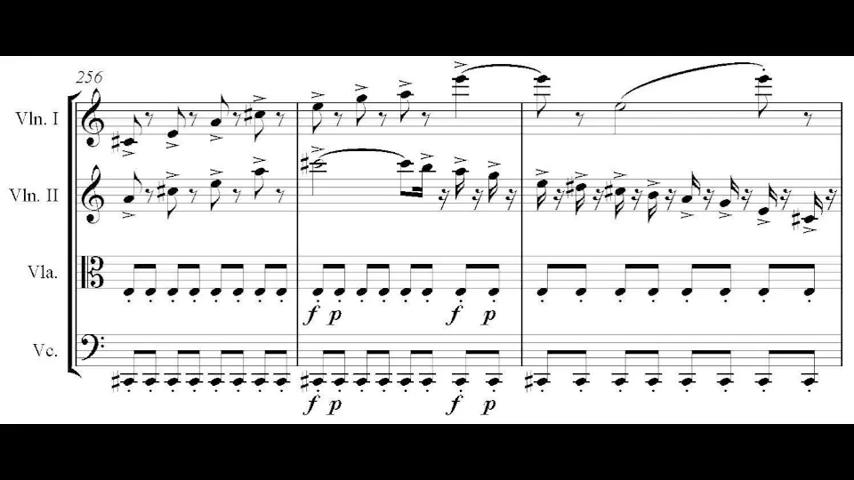 256
Vln. I
Vln. II
Vla.
f p f p
Vc.
f p f p